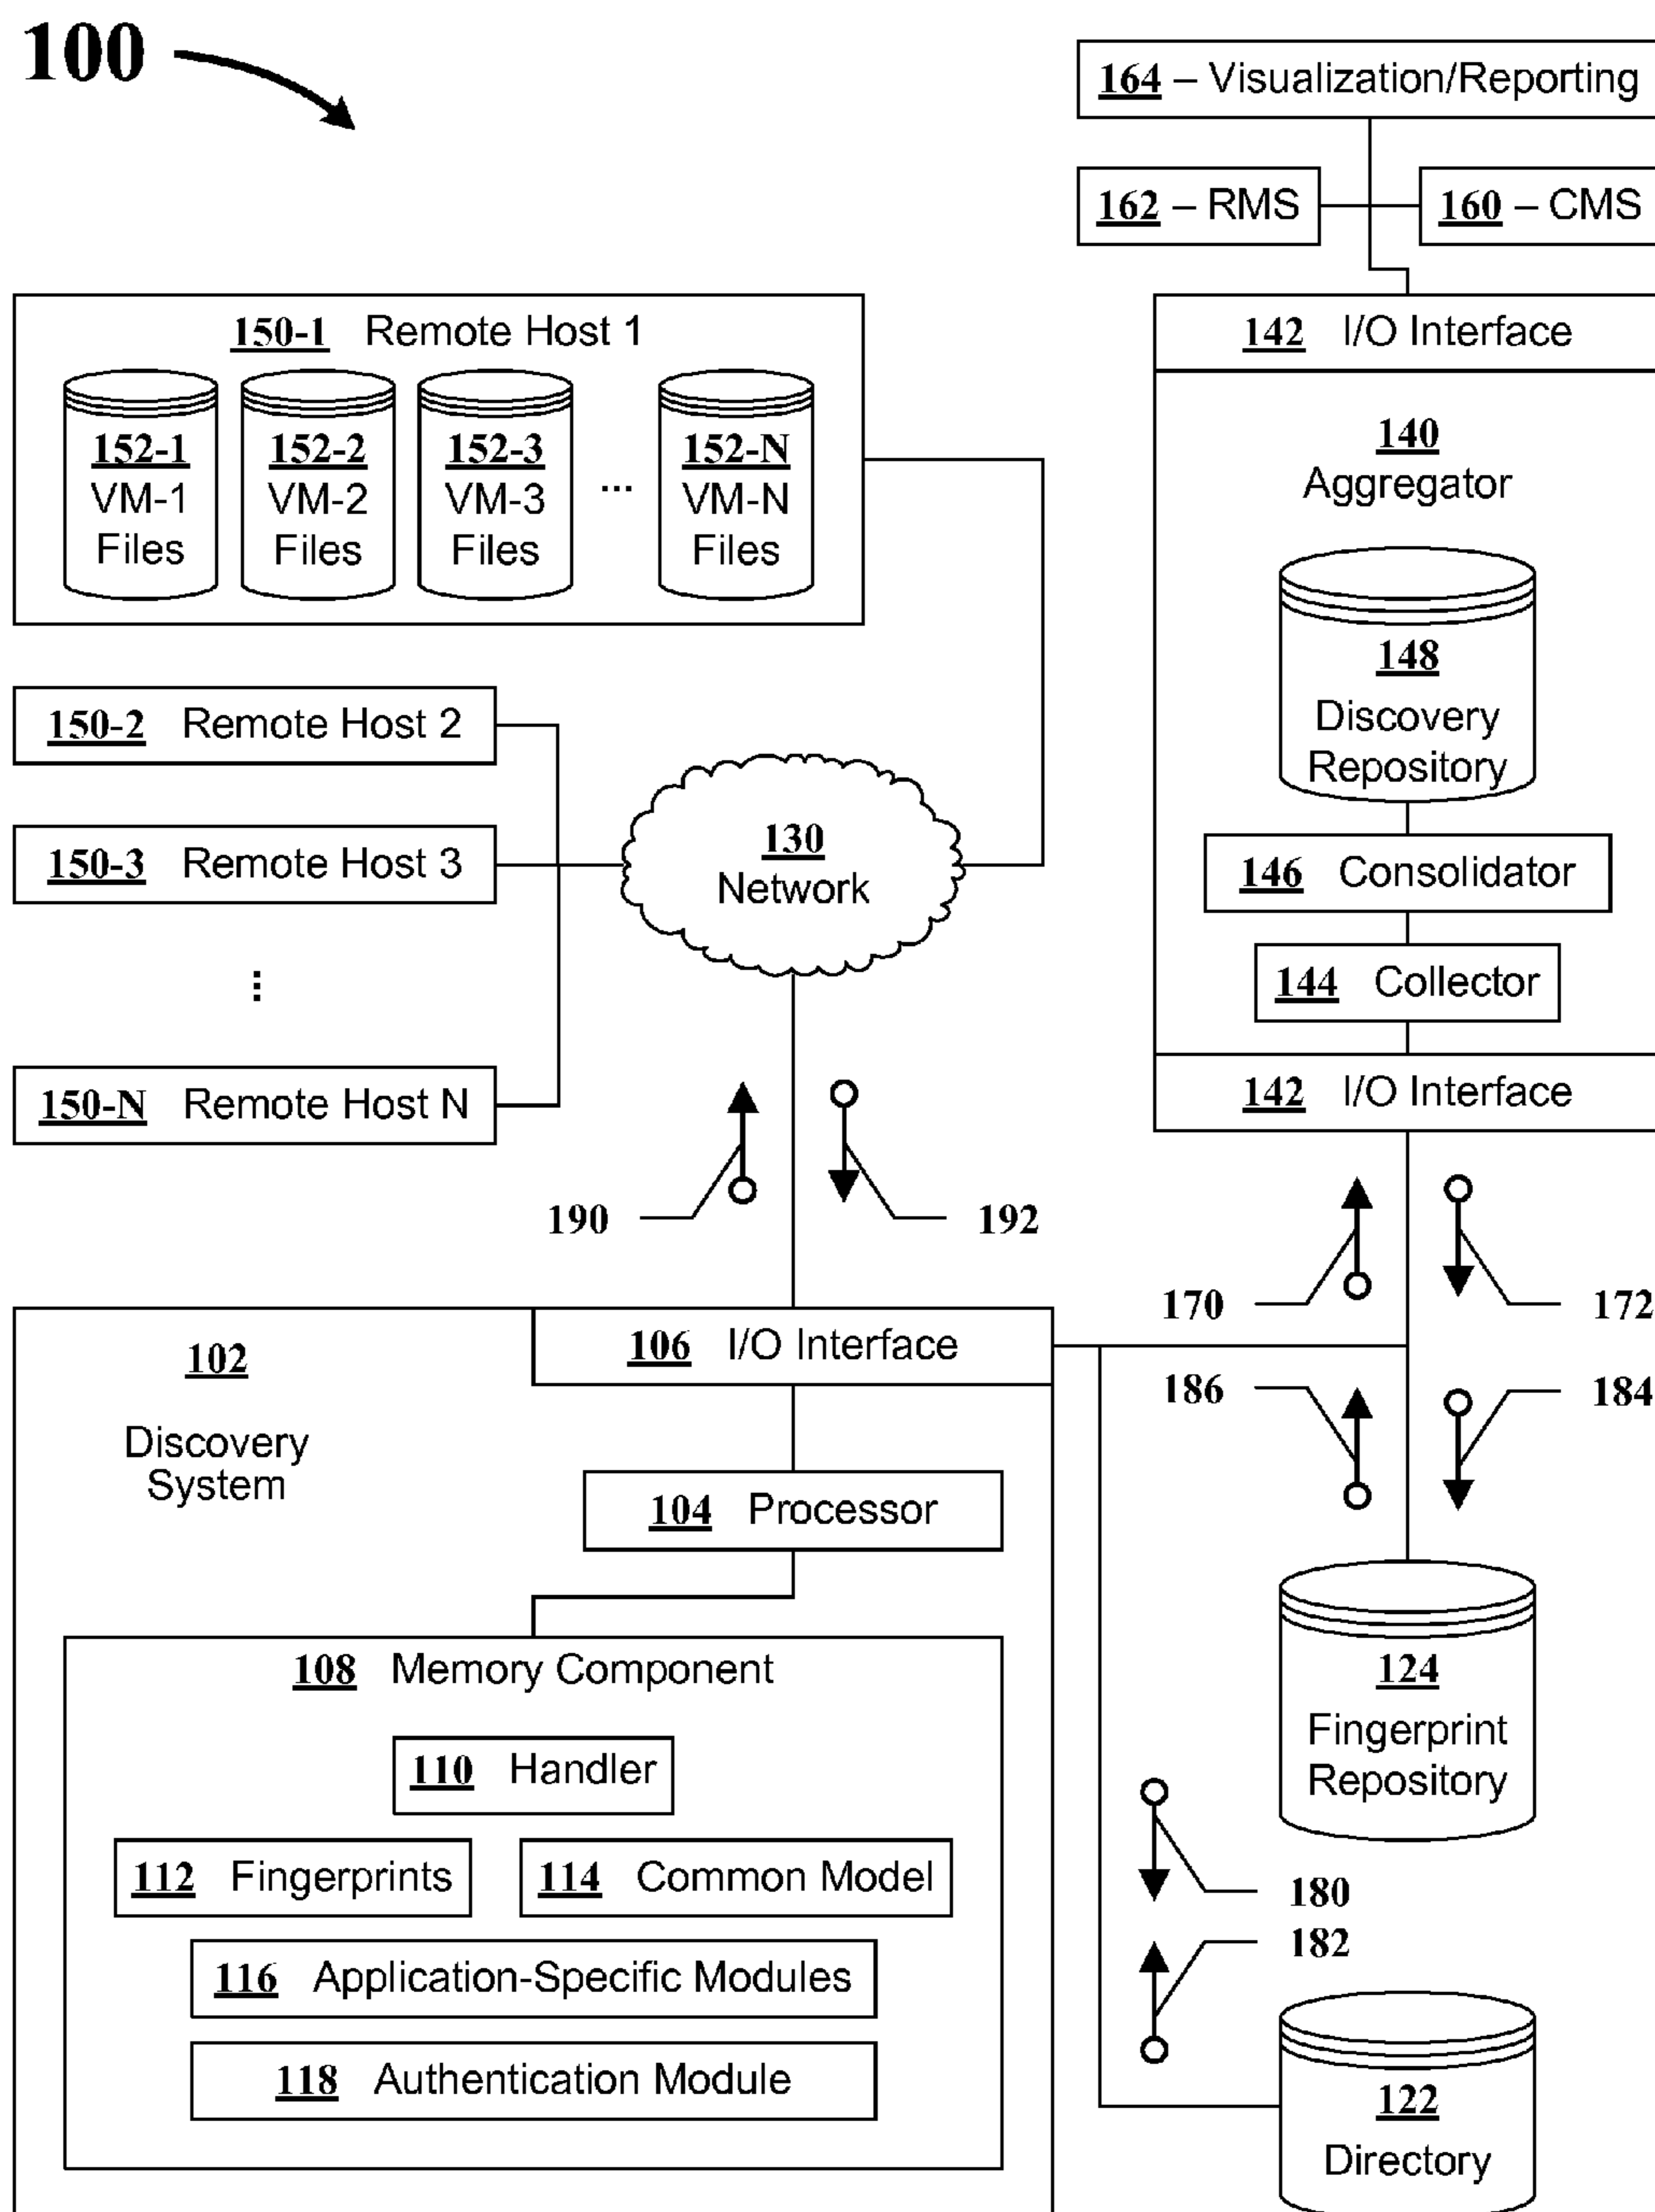 100
164 – Visualization/Reporting
162 – RMS
160 – CMS
150-1 Remote Host 1
152-1
VM-1
Files
152-2
VM-2
Files
152-3
VM-3
Files
...
152-N
VM-N
Files
142 I/O Interface
140
Aggregator
148
Discovery
Repository
146 Consolidator
144 Collector
142 I/O Interface
150-2 Remote Host 2
150-3 Remote Host 3
...
150-N Remote Host N
130
Network
190
192
170
172
186
184
102
Discovery
System
106 I/O Interface
104 Processor
108 Memory Component
110 Handler
112 Fingerprints
114 Common Model
116 Application-Specific Modules
118 Authentication Module
124
Fingerprint
Repository
180
182
122
Directory